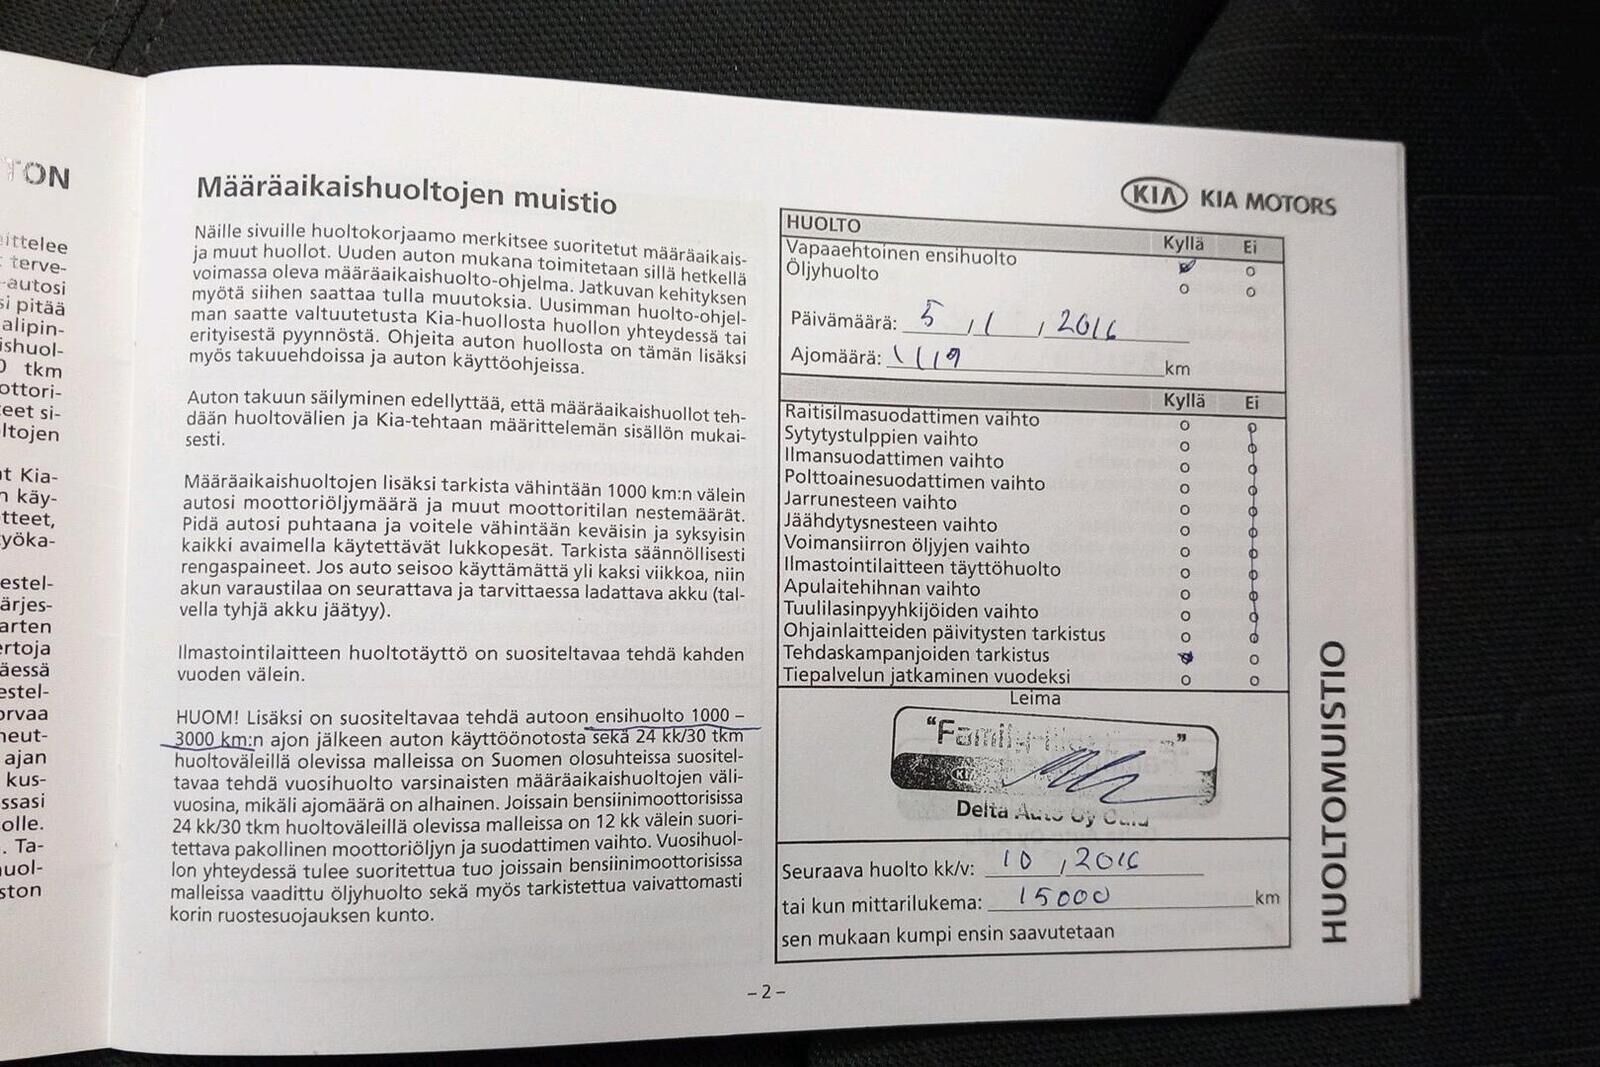 TON
aittelee
terve-
-autosi
si pitää
alipin-
ishuol-
0 tkm
ottori-
eet si-
ltojen
at Kia-
n käy-
tteet,
yöka-
estel-
ärjes-
arten
ertoja
äessä
estel-
orvaa
neut-
ajan
kus-
ssasi
olle.
. Ta-
uol-
ston
Määräaikaishuoltojen muistio
Näille sivuille huoltokorjaamo merkitsee suoritetut määräaikais-
ja muut huollot. Uuden auton mukana toimitetaan sillä hetkellä
voimassa oleva määräaikaishuolto-ohjelma. Jatkuvan kehityksen
myötä siihen saattaa tulla muutoksia. Uusimman huolto-ohjel-
man saatte valtuutetusta Kia-huollosta huollon yhteydessä tai
erityisestä pyynnöstä. Ohjeita auton huollosta on tämän lisäksi
myös takuuehdoissa ja auton käyttöohjeissa.
Auton takuun säilyminen edellyttää, että määräaikaishuollot teh-
dään huoltovälien ja Kia-tehtaan määrittelemän sisällön mukai-
sesti.
Määräaikaishuoltojen lisäksi tarkista vähintään 1000 km:n välein
autosi moottoriöljymäärä ja muut moottoritilan nestemäärät.
Pidä autosi puhtaana ja voitele vähintään keväisin ja syksyisin
kaikki avaimella käytettävät lukkopesät. Tarkista säännöllisesti
rengaspaineet. Jos auto seisoo käyttämättä yli kaksi viikkoa, niin
akun varaustilaa on seurattava ja tarvittaessa ladattava akku (tal-
vella tyhjä akku jäätyy).
Ilmastointilaitteen huoltotäyttö on suositeltavaa tehdä kahden
vuoden välein.
HUOM! Lisäksi on suositeltavaa tehdä autoon ensihuolto 1000 –
3000 km:n ajon jälkeen auton käyttöönotosta sekä 24 kk/30 tkm
huoltoväleillä olevissa malleissa on Suomen olosuhteissa suositel-
tavaa tehdä vuosihuolto varsinaisten määräaikaishuoltojen väli-
vuosina, mikäli ajomäärä on alhainen. Joissain bensiinimoottorisissa
24 kk/30 tkm huoltoväleillä olevissa malleissa on 12 kk välein suori-
tettava pakollinen moottoriöljyn ja suodattimen vaihto. Vuosihuol-
lon yhteydessä tulee suoritettua tuo joissain bensiinimoottorisissa
malleissa vaadittu öljyhuolto sekä myös tarkistettua vaivattomasti
korin ruostesuojauksen kunto.
KIA KIA MOTORS
HUOLTO Kyllä Ei
Vapaaehtoinen ensihuolto
Öljyhuolto
Päivämäärä: 5 / 1 / 2016
Ajomäärä: 1119 km
Kyllä Ei
Raitisilmasuodattimen vaihto
Sytytystulppien vaihto
Ilmansuodattimen vaihto
Polttoainesuodattimen vaihto
Jarrunesteen vaihto
Jäähdytysnesteen vaihto
Voimansiirron öljyjen vaihto
Ilmastointilaitteen täyttöhuolto
Apulaitehihnan vaihto
Tuulilasinpyyhkijöiden vaihto
Ohjainlaitteiden päivitysten tarkistus
Tehdaskampanjoiden tarkistus
Tiepalvelun jatkaminen vuodeksi
Leima
KIA
Delta Auto Oy Oulu
Seuraava huolto kk/v: 10 / 2016
tai kun mittarilukema: 15000 km
sen mukaan kumpi ensin saavutetaan
HUOLTOMUISTIO
– 2 –